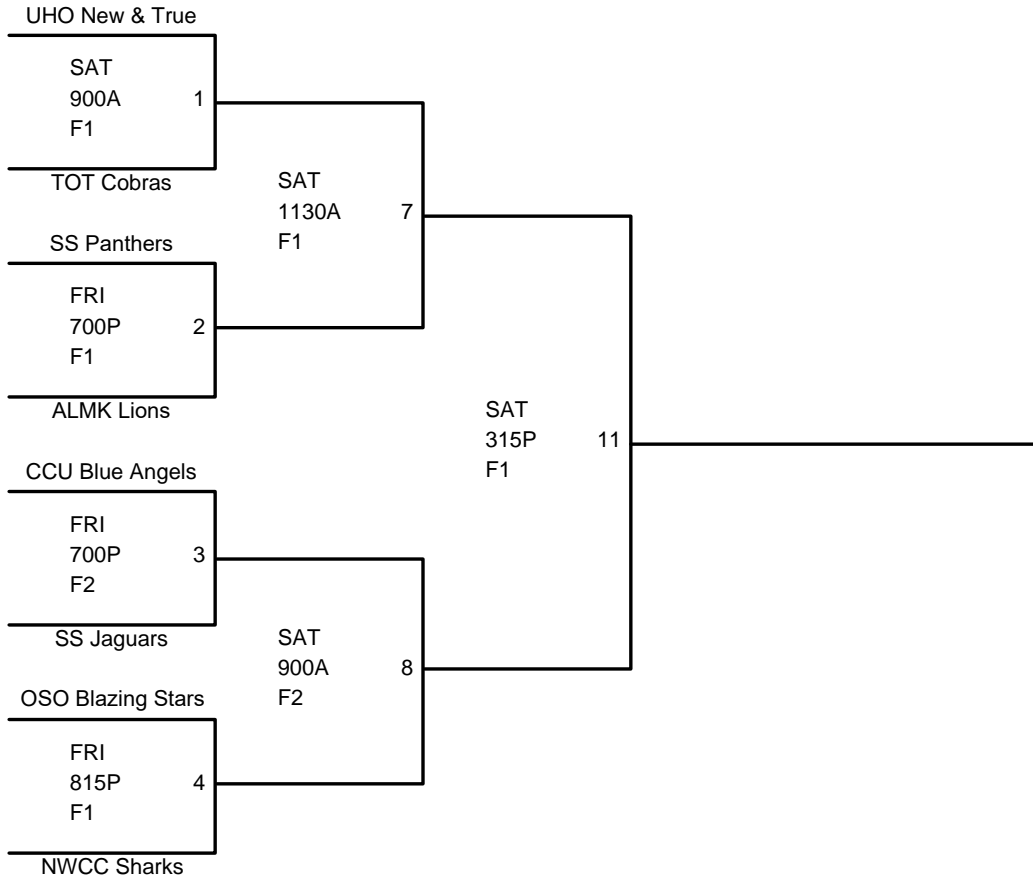 UHO New & True
SAT
900A 1
F1
TOT Cobras
SAT
1130A 7
F1
SS Panthers
FRI
700P 2
F1
ALMK Lions
SAT
315P 11
F1
CCU Blue Angels
FRI
700P 3
F2
SS Jaguars
SAT
900A 8
F2
OSO Blazing Stars
FRI
815P 4
F1
NWCC Sharks